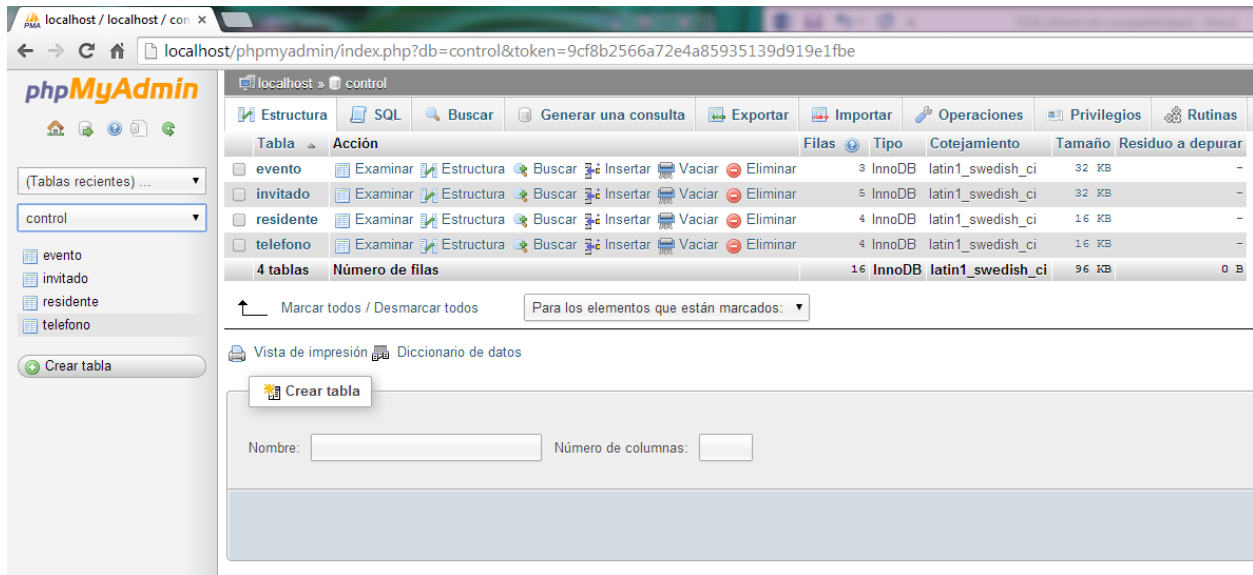 localhost / localhost / con ×
localhost/phpmyadmin/index.php?db=control&token=9cf8b2566a72e4a85935139d919e1fbe
phpMyAdmin
(Tablas recientes) ...
control
evento
invitado
residente
telefono
Crear tabla
localhost » control
Estructura SQL Buscar Generar una consulta Exportar Importar Operaciones Privilegios Rutinas
Tabla Acción Filas Tipo Cotejamiento Tamaño Residuo a depurar
evento Examinar Estructura Buscar Insertar Vaciar Eliminar 3 InnoDB latin1_swedish_ci 32 KB -
invitado Examinar Estructura Buscar Insertar Vaciar Eliminar 5 InnoDB latin1_swedish_ci 32 KB -
residente Examinar Estructura Buscar Insertar Vaciar Eliminar 4 InnoDB latin1_swedish_ci 16 KB -
telefono Examinar Estructura Buscar Insertar Vaciar Eliminar 4 InnoDB latin1_swedish_ci 16 KB -
4 tablas Número de filas 16 InnoDB latin1_swedish_ci 96 KB 0 B
Marcar todos / Desmarcar todos Para los elementos que están marcados:
Vista de impresión Diccionario de datos
Crear tabla
Nombre: Número de columnas: